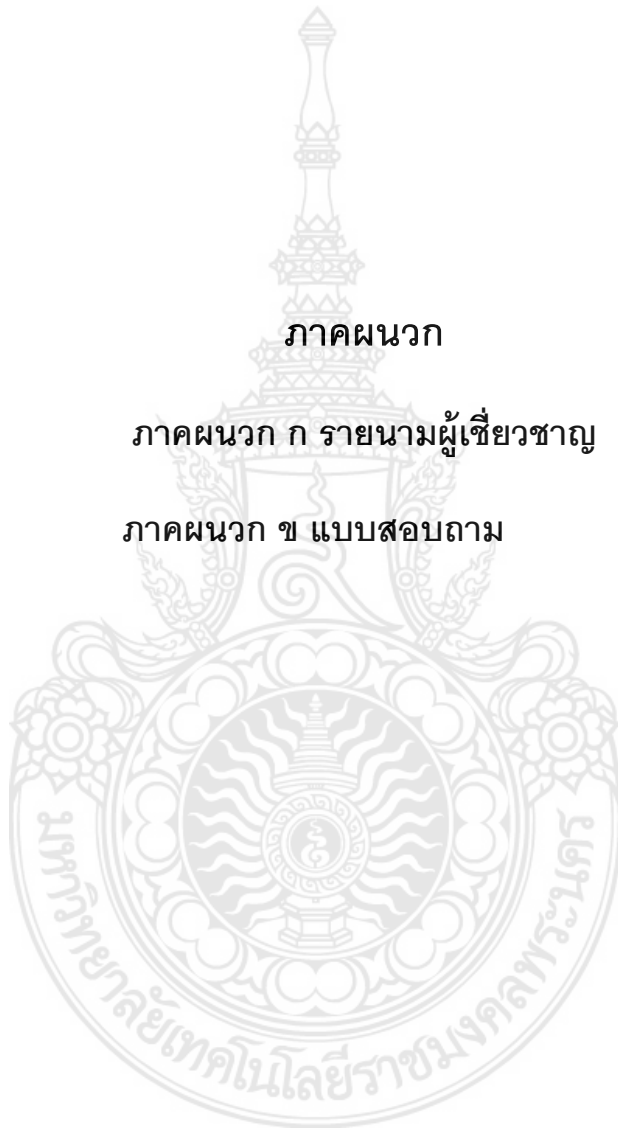 ภาคผนวก
ภาคผนวก ก รายนามผู้เชี่ยวชาญ
ภาคผนวก ข แบบสอบถาม
มหาวิทยาลัยเทคโนโลยีราชมงคลพระนคร